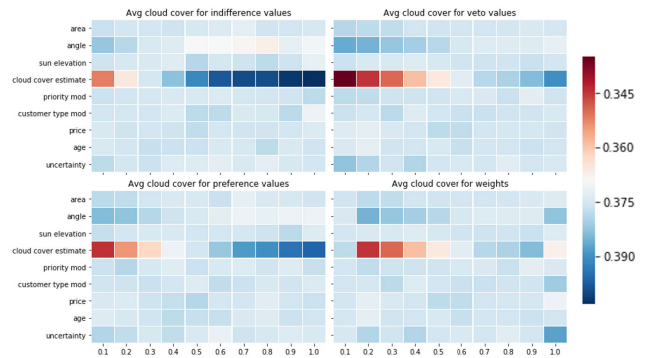 Avg cloud cover for indifference values
Avg cloud cover for veto values
area
angle
sun elevation
cloud cover estimate
priority mod
customer type mod
price
age
uncertainty
0.345
0.360
0.375
0.390
Avg cloud cover for preference values
Avg cloud cover for weights
area
angle
sun elevation
cloud cover estimate
priority mod
customer type mod
price
age
uncertainty
0.1 0.2 0.3 0.4 0.5 0.6 0.7 0.8 0.9 1.0
0.1 0.2 0.3 0.4 0.5 0.6 0.7 0.8 0.9 1.0